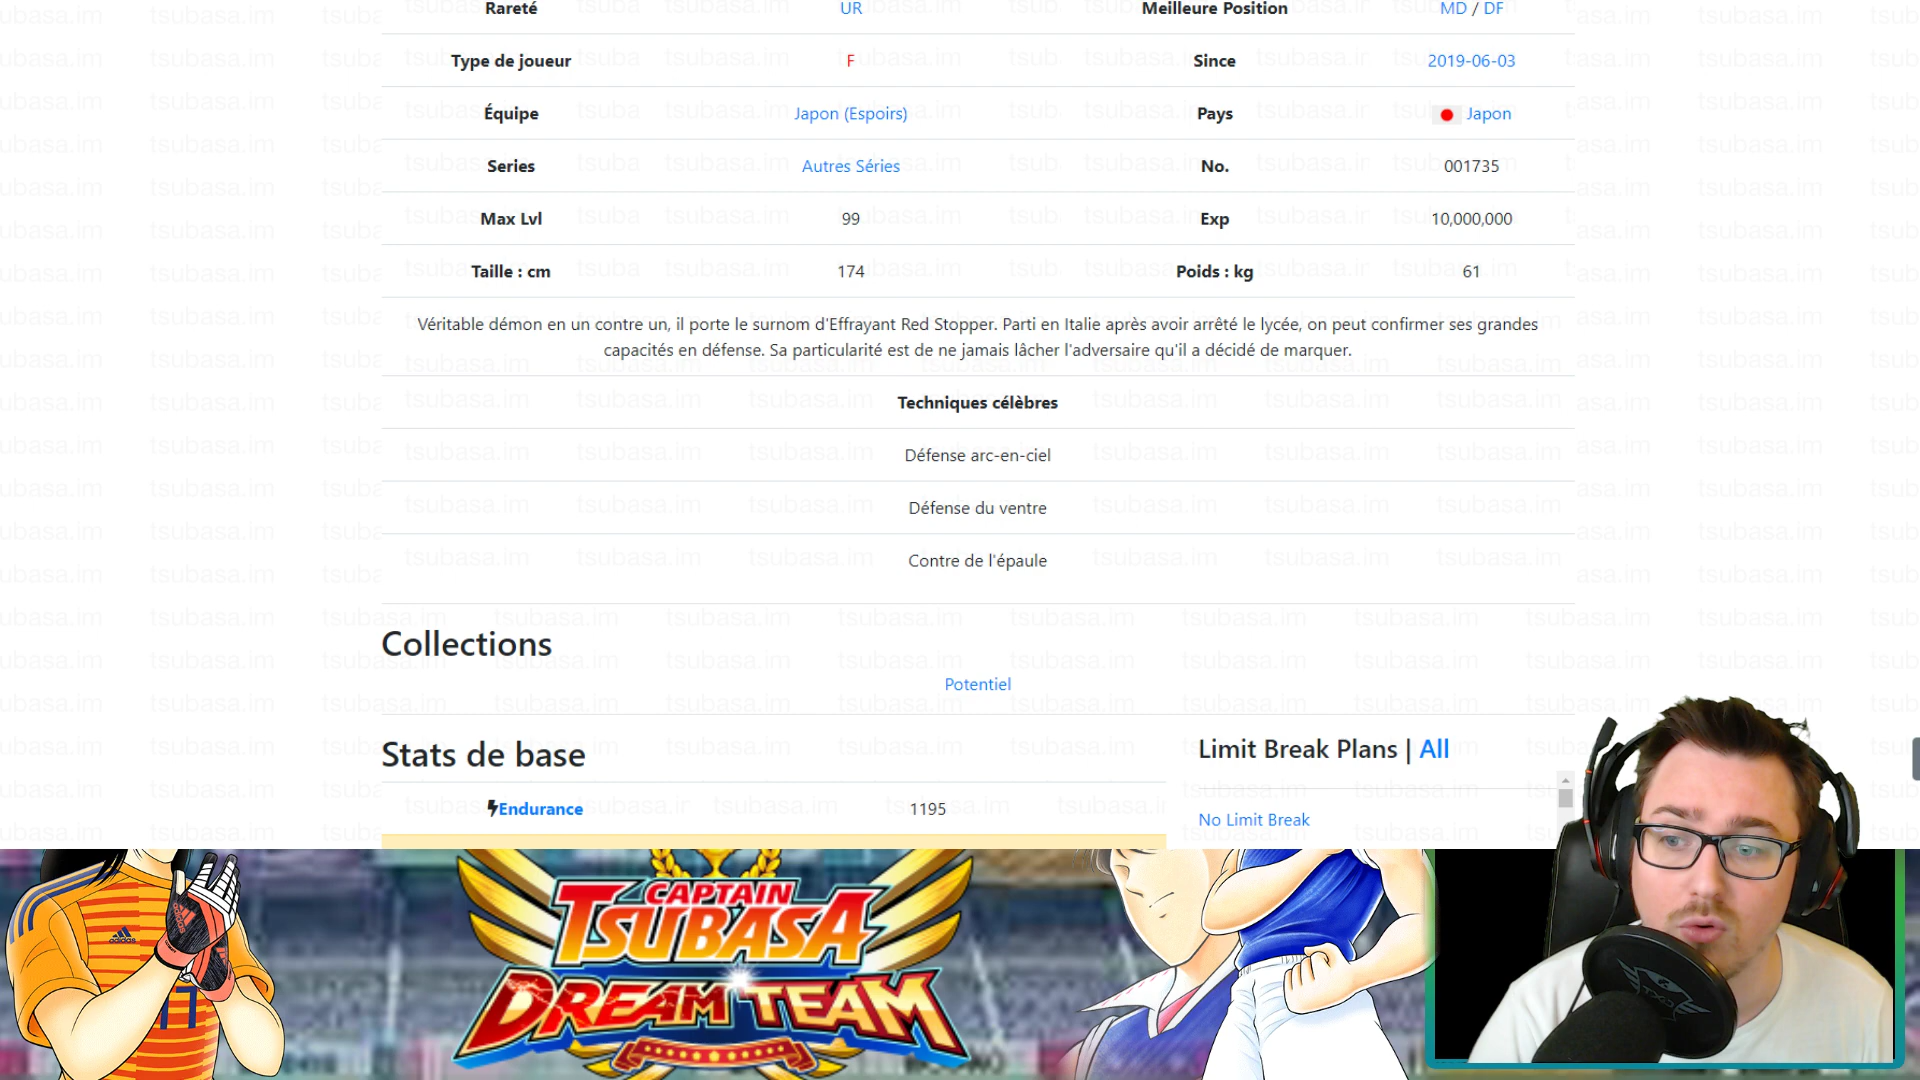 Rareté UR Meilleure Position MD / DF
Type de joueur F Since 2019-06-03
Équipe Japon (Espoirs) Pays Japon
Series Autres Séries No. 001735
Max Lvl 99 Exp 10,000,000
Taille : cm 174 Poids : kg 61
Véritable démon en un contre un, il porte le surnom d'Effrayant Red Stopper. Parti en Italie après avoir arrêté le lycée, on peut confirmer ses grandes
capacités en défense. Sa particularité est de ne jamais lâcher l'adversaire qu'il a décidé de marquer.
Techniques célèbres
Défense arc-en-ciel
Défense du ventre
Contre de l'épaule
Collections
Potentiel
Stats de base
Limit Break Plans | All
Endurance 1195
No Limit Break
CAPTAIN
TSUBASA
DREAM TEAM
adidas
tsubasa.im